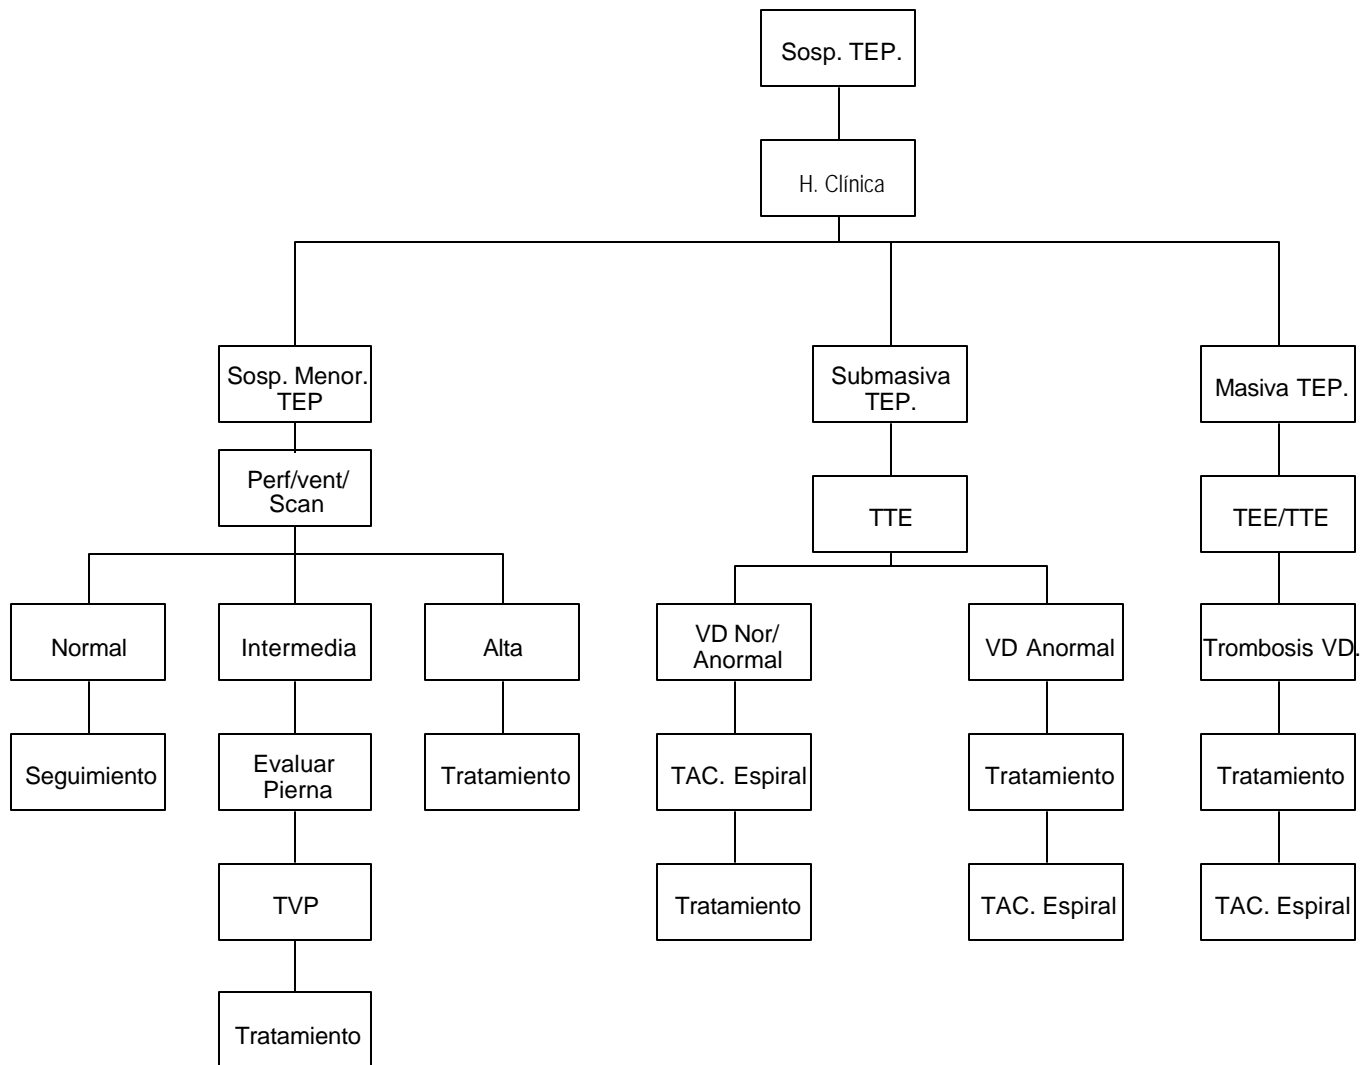 Sosp. TEP.
H. Clínica
Sosp. Menor.
TEP
Submasiva
TEP.
Masiva TEP.
Perf/vent/
Scan
TTE
TEE/TTE
Normal
Intermedia
Alta
VD Nor/
Anormal
VD Anormal
Trombosis VD.
Seguimiento
Evaluar
Pierna
Tratamiento
TAC. Espiral
Tratamiento
Tratamiento
TVP
Tratamiento
TAC. Espiral
TAC. Espiral
Tratamiento